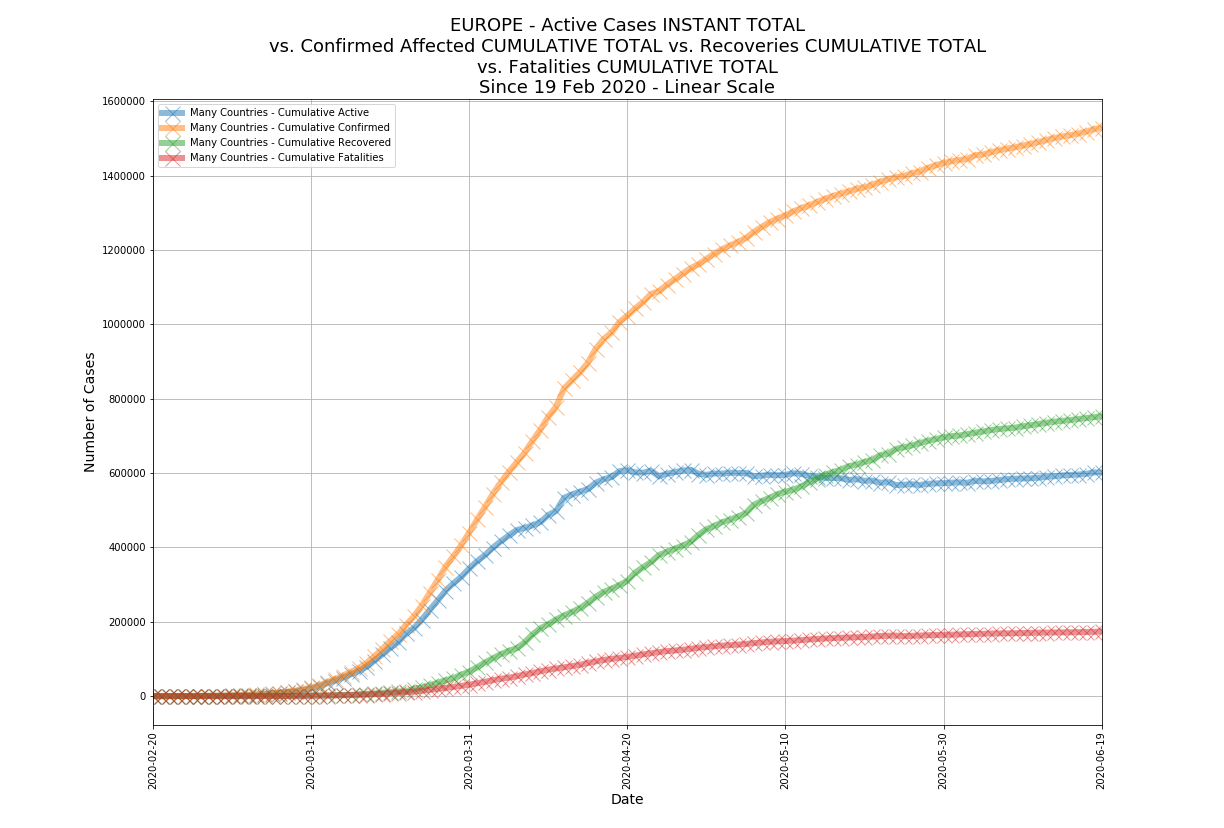 EUROPE - Active Cases INSTANT TOTAL
vs. Confirmed Affected CUMULATIVE TOTAL vs. Recoveries CUMULATIVE TOTAL
vs. Fatalities CUMULATIVE TOTAL
Since 19 Feb 2020 - Linear Scale
Many Countries - Cumulative Active
Many Countries - Cumulative Confirmed
Many Countries - Cumulative Recovered
Many Countries - Cumulative Fatalities
Number of Cases
1600000
1400000
1200000
1000000
800000
600000
400000
200000
0
2020-02-20
2020-03-11
2020-03-31
2020-04-20
2020-05-10
2020-05-30
2020-06-19
Date